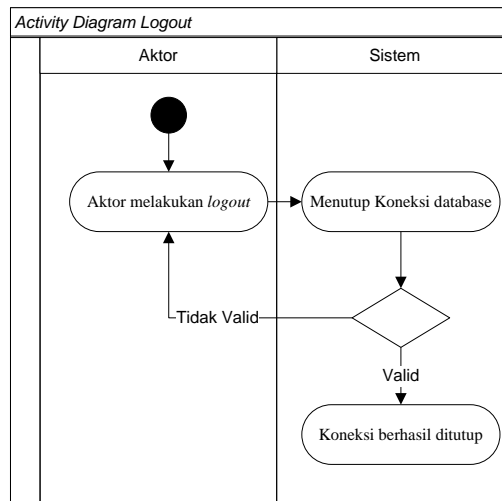 Activity Diagram Logout
Aktor
Sistem
Aktor melakukan logout
Menutup Koneksi database
Tidak Valid
Valid
Koneksi berhasil ditutup